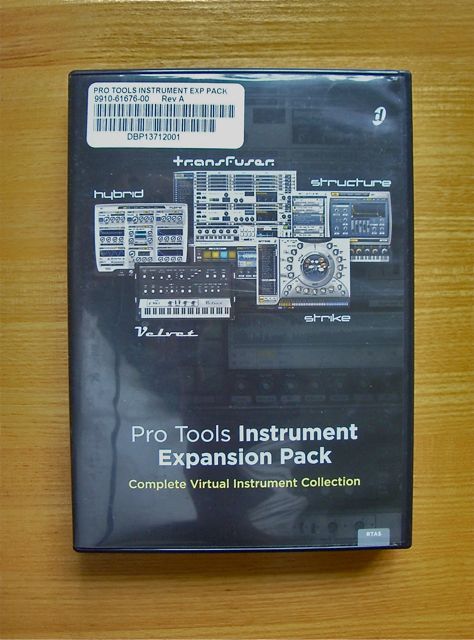 PRO TOOLS INSTRUMENT EXP PACK
9910-61676-00 Rev A
DBP13712001
transfuser
hybrid
structure
Velvet
strike
Pro Tools Instrument
Expansion Pack
Complete Virtual Instrument Collection
RTAS